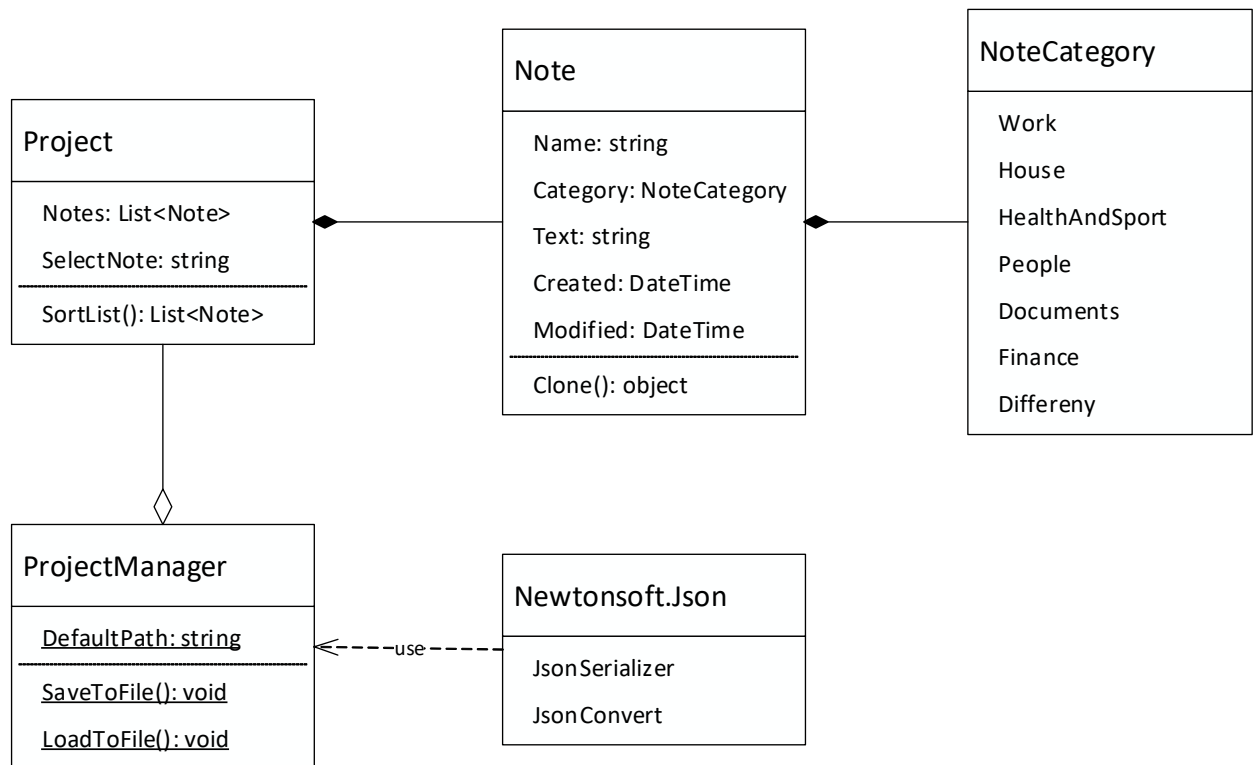 Project
Notes: List<Note>
SelectNote: string
SortList(): List<Note>
Note
Name: string
Category: NoteCategory
Text: string
Created: DateTime
Modified: DateTime
Clone(): object
NoteCategory
Work
House
HealthAndSport
People
Documents
Finance
Differeny
ProjectManager
DefaultPath: string
SaveToFile(): void
LoadToFile(): void
use
Newtonsoft.Json
JsonSerializer
JsonConvert